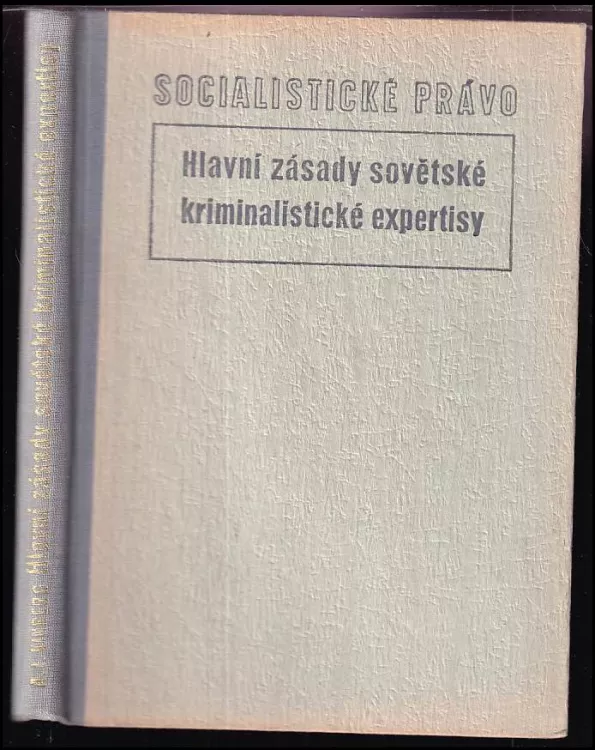 SOCIALISTICKÉ PRÁVO
Hlavní zásady sovětské
kriminalistické expertisy
Hlavní zásady sovětské kriminalistické expertisy